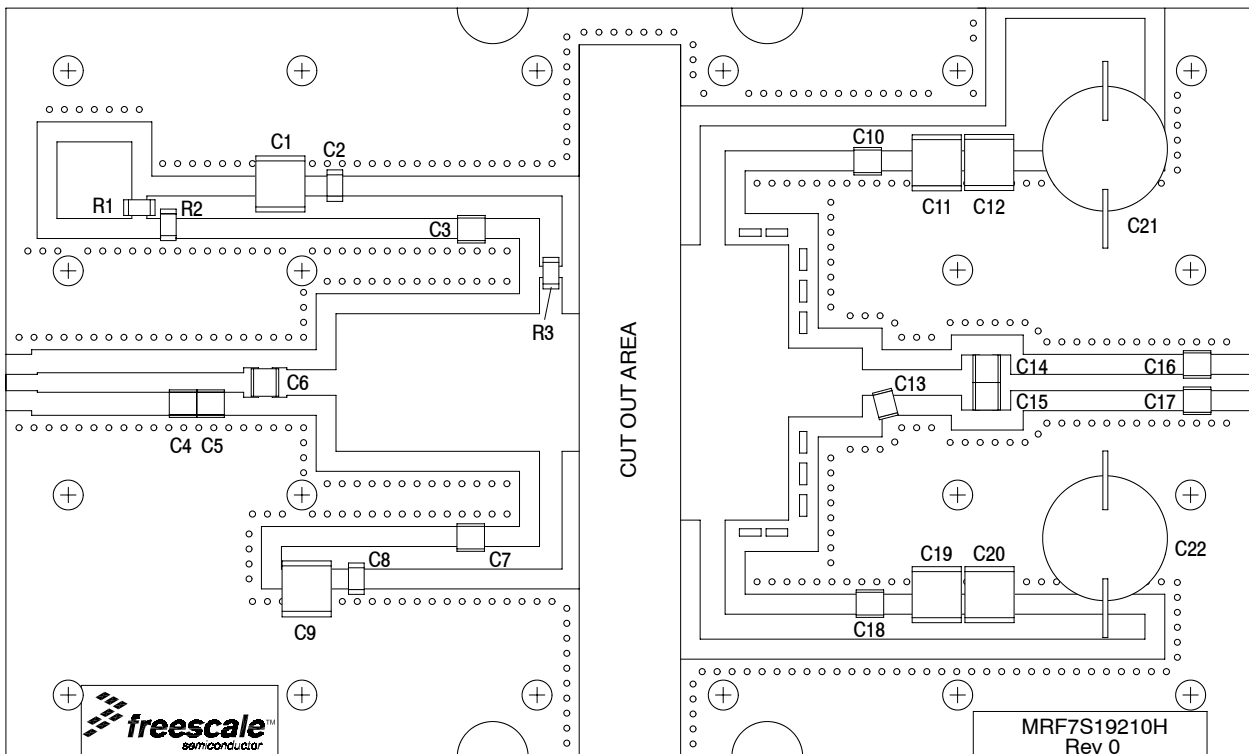 C1
C2
C10
R1
R2
C3
C11
C12
C21
R3
CUT OUT AREA
C6
C13
C14
C16
C15
C17
C4
C5
C7
C8
C19
C20
C22
C9
C18
freescale™
semiconductor
MRF7S19210H
Rev 0